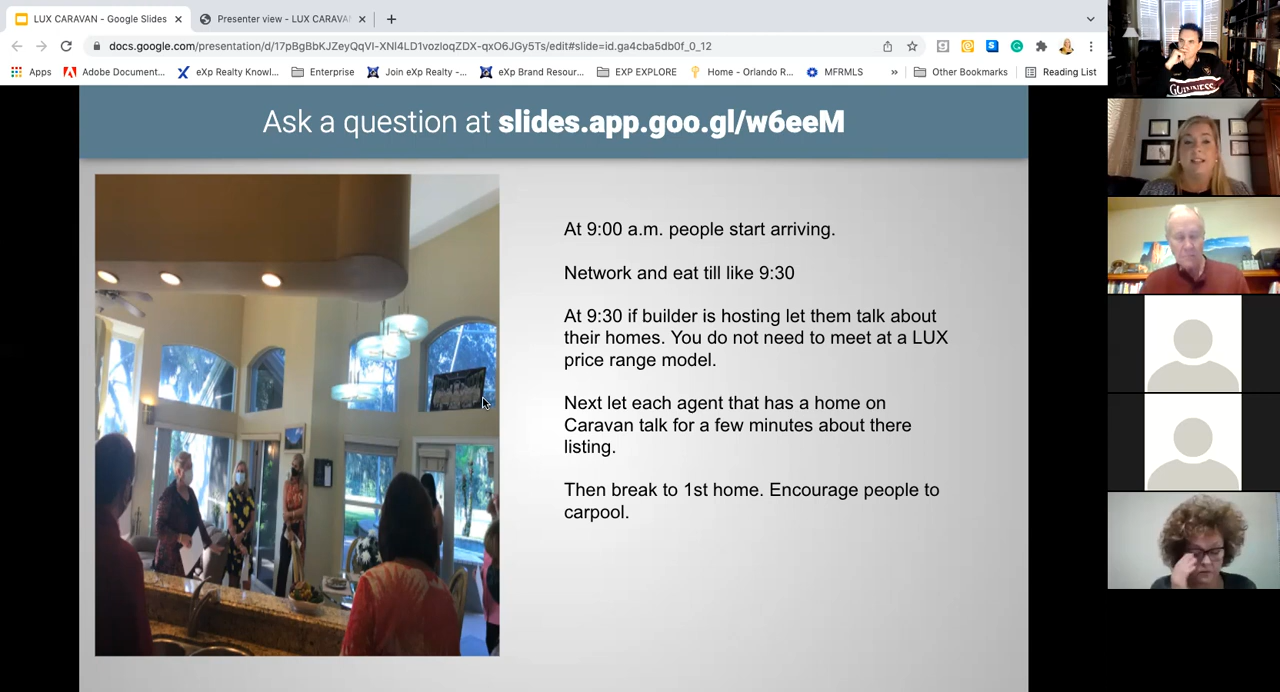 LUX CARAVAN - Google Slides
Presenter view - LUX CARAVAN
docs.google.com/presentation/d/17pBgBbKJZeyQqVI-XNl4LD1vozloqZDX-qxO6JGy5Ts/edit#slide=id.ga4cba5db0f_0_12
Apps Adobe Document... eXp Realty Knowl... Enterprise Join eXp Realty -... eXp Brand Resour... EXP EXPLORE Home - Orlando R... MFRMLS » Other Bookmarks Reading List
Ask a question at slides.app.goo.gl/w6eeM
At 9:00 a.m. people start arriving.
Network and eat till like 9:30
At 9:30 if builder is hosting let them talk about
their homes. You do not need to meet at a LUX
price range model.
Next let each agent that has a home on
Caravan talk for a few minutes about there
listing.
Then break to 1st home. Encourage people to
carpool.
GUINNESS